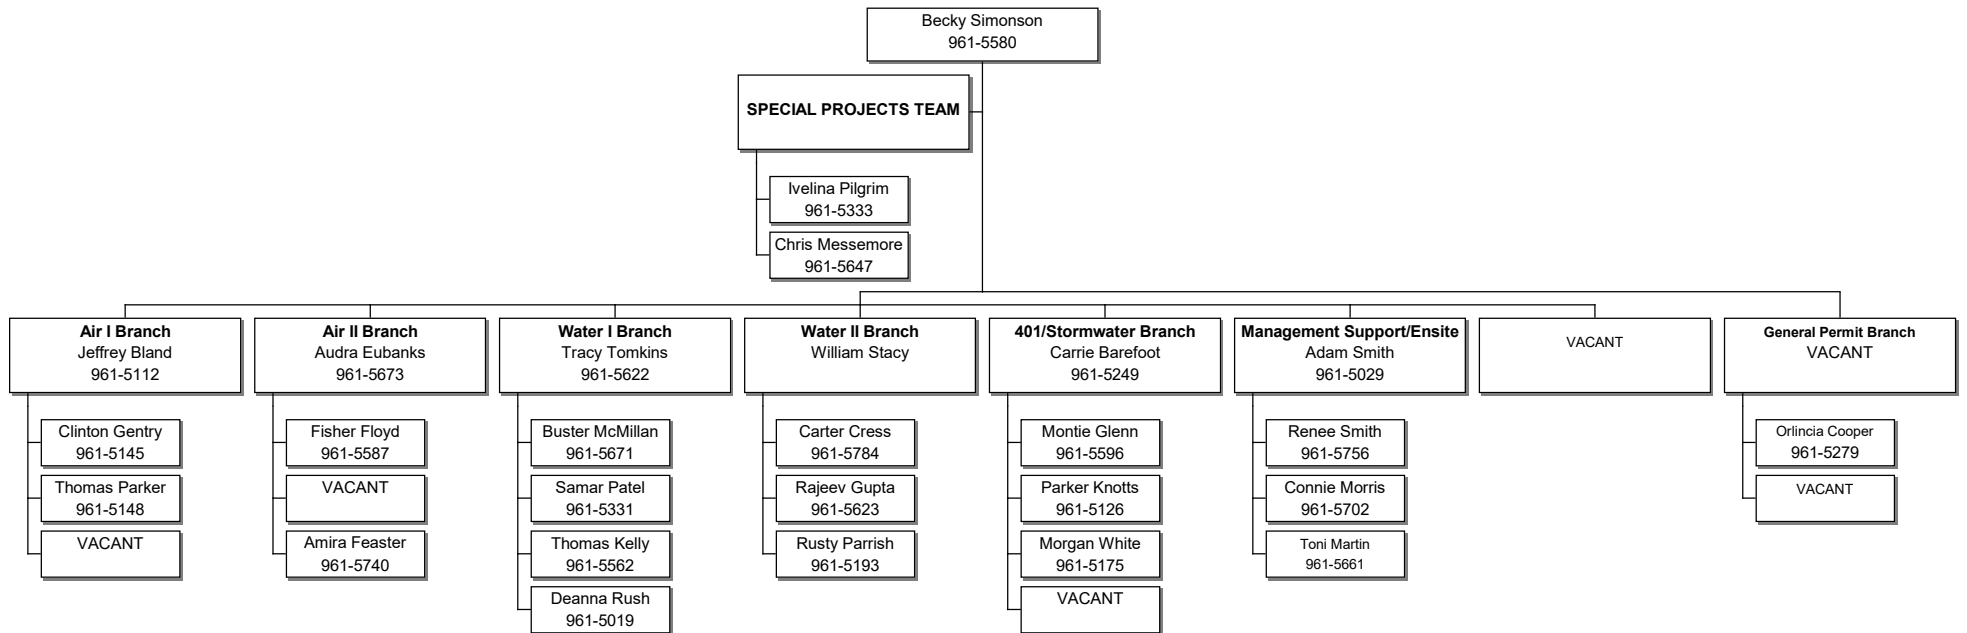 Becky Simonson
961-5580
SPECIAL PROJECTS TEAM
Ivelina Pilgrim
961-5333
Chris Messemore
961-5647
Air I Branch
Jeffrey Bland
961-5112
Clinton Gentry
961-5145
Thomas Parker
961-5148
VACANT
Air II Branch
Audra Eubanks
961-5673
Fisher Floyd
961-5587
VACANT
Amira Feaster
961-5740
Water I Branch
Tracy Tomkins
961-5622
Buster McMillan
961-5671
Samar Patel
961-5331
Thomas Kelly
961-5562
Deanna Rush
961-5019
Water II Branch
William Stacy
Carter Cress
961-5784
Rajeev Gupta
961-5623
Rusty Parrish
961-5193
401/Stormwater Branch
Carrie Barefoot
961-5249
Montie Glenn
961-5596
Parker Knotts
961-5126
Morgan White
961-5175
VACANT
Management Support/Ensite
Adam Smith
961-5029
Renee Smith
961-5756
Connie Morris
961-5702
Toni Martin
961-5661
VACANT
General Permit Branch
VACANT
Orlincia Cooper
961-5279
VACANT